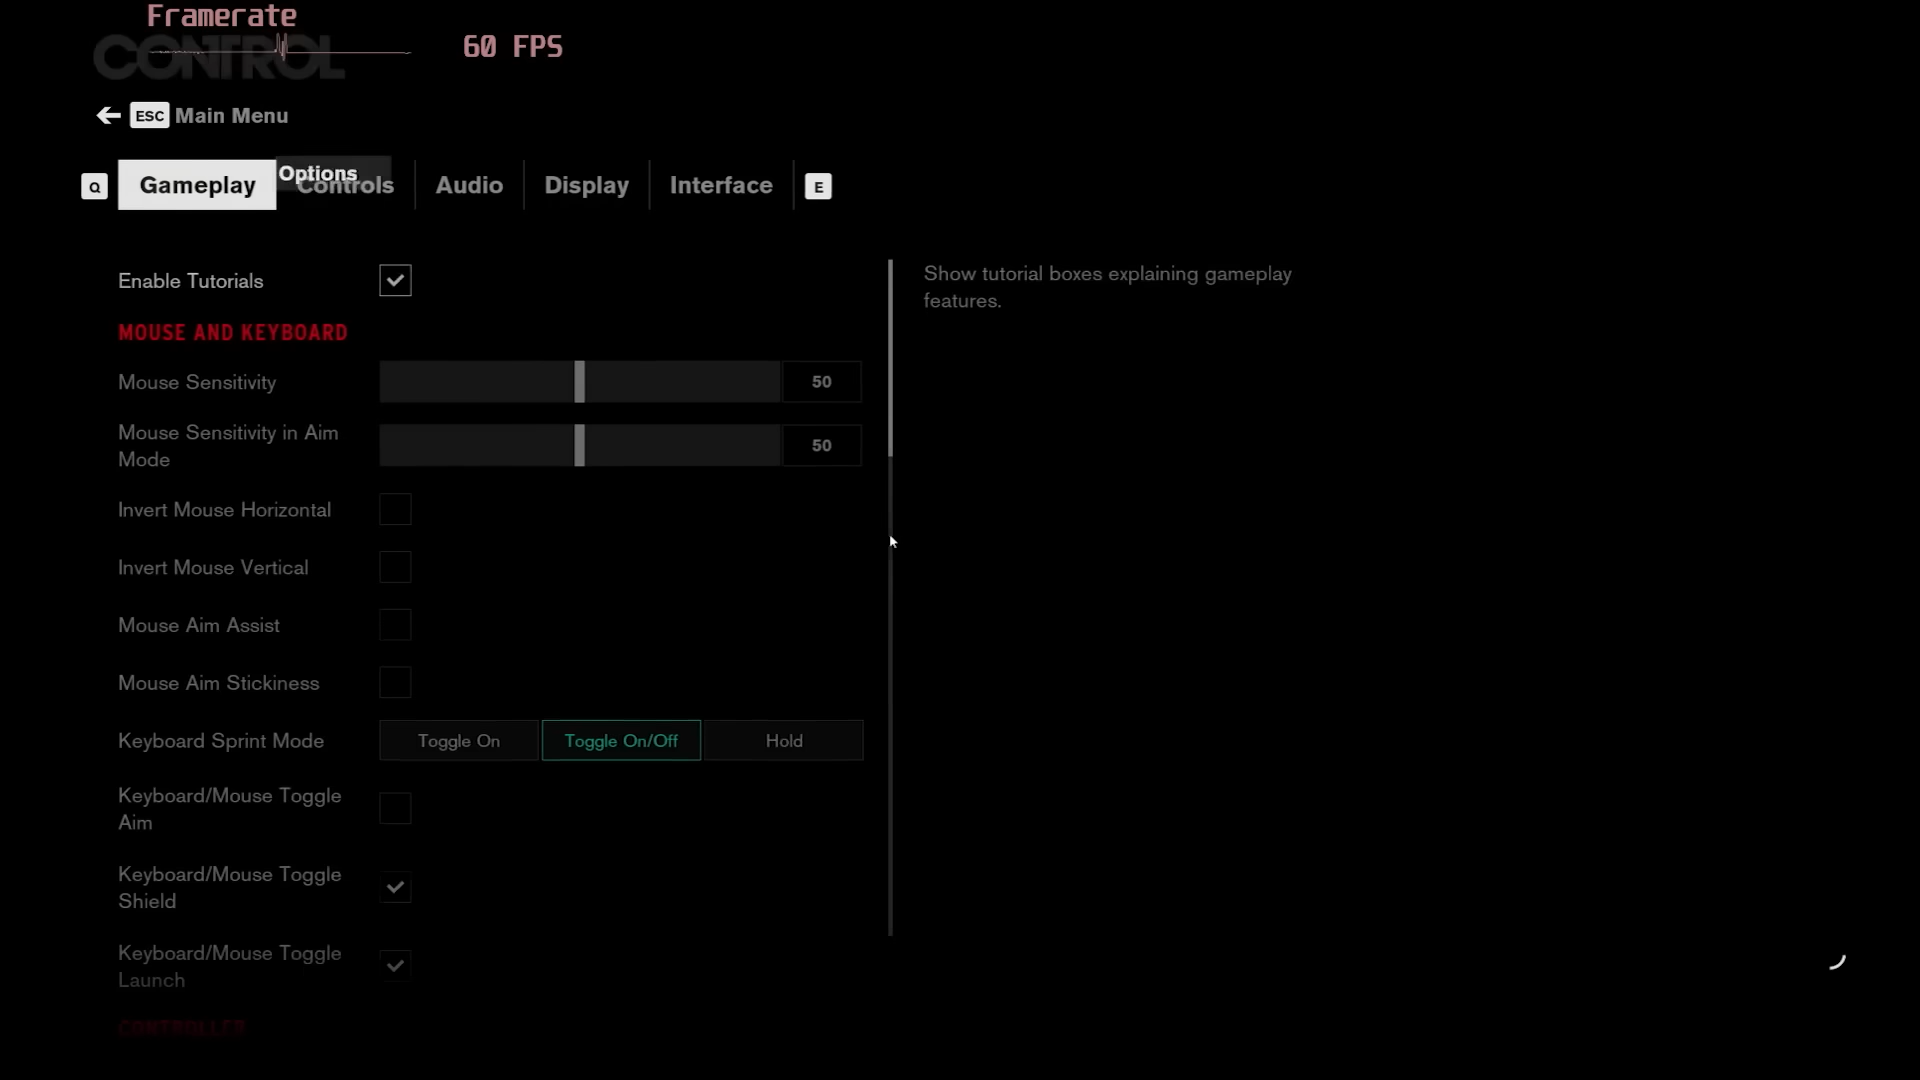 Framerate
CONTROL
60 FPS
ESC Main Menu
Q Gameplay Options Controls Audio Display Interface E
Enable Tutorials
Show tutorial boxes explaining gameplay
features.
MOUSE AND KEYBOARD
Mouse Sensitivity 50
Mouse Sensitivity in Aim
Mode
50
Invert Mouse Horizontal
Invert Mouse Vertical
Mouse Aim Assist
Mouse Aim Stickiness
Keyboard Sprint Mode Toggle On Toggle On/Off Hold
Keyboard/Mouse Toggle
Aim
Keyboard/Mouse Toggle
Shield
Keyboard/Mouse Toggle
Launch
CONTROLLER